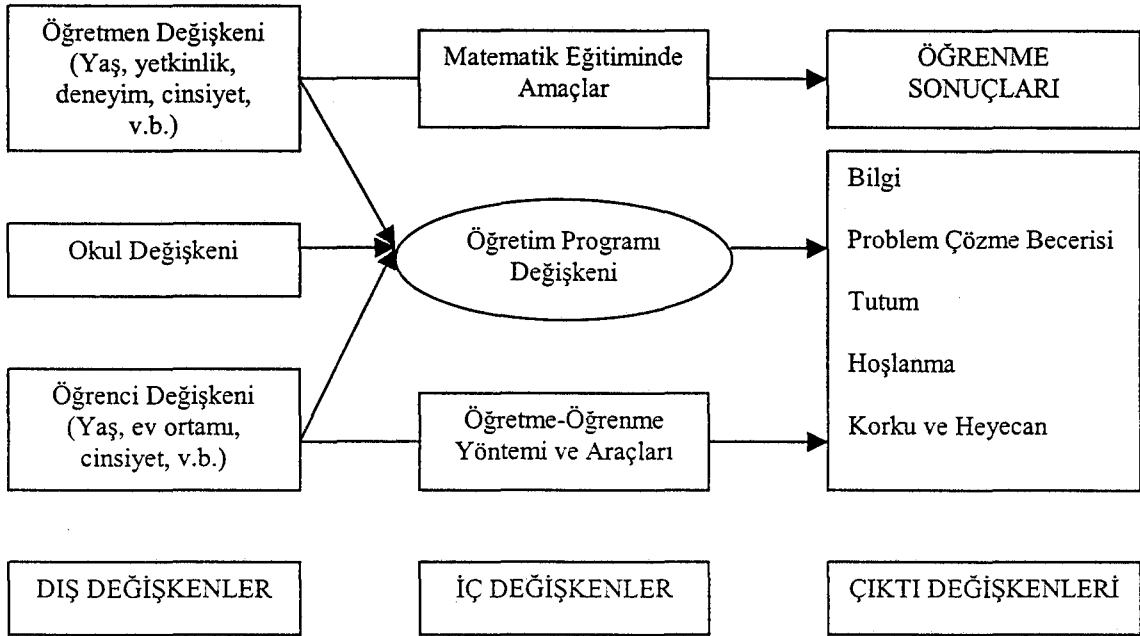 Öğretmen Değişkeni
(Yaş, yetkinlik,
deneyim, cinsiyet,
v.b.)
Matematik Eğitiminde
Amaçlar
ÖĞRENME
SONUÇLARI
Okul Değişkeni
Öğretim Programı
Değişkeni
Bilgi
Problem Çözme Becerisi
Tutum
Hoşlanma
Korku ve Heyecan
Öğrenci Değişkeni
(Yaş, ev ortamı,
cinsiyet, v.b.)
Öğretme-Öğrenme
Yöntemi ve Araçları
DIŞ DEĞİŞKENLER
İÇ DEĞİŞKENLER
ÇIKTI DEĞİŞKENLERİ